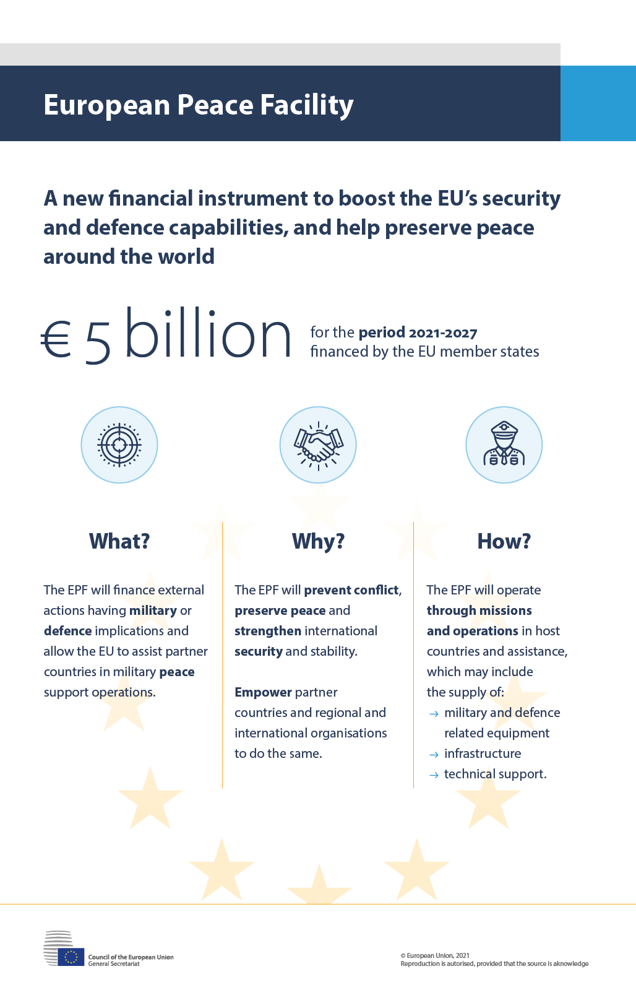 European Peace Facility
A new financial instrument to boost the EU’s security
and defence capabilities, and help preserve peace
around the world
€ 5 billion
for the period 2021-2027
financed by the EU member states
What?
The EPF will finance external
actions having military or
defence implications and
allow the EU to assist partner
countries in military peace
support operations.
Why?
The EPF will prevent conflict,
preserve peace and
strengthen international
security and stability.
Empower partner
countries and regional and
international organisations
to do the same.
How?
The EPF will operate
through missions
and operations in host
countries and assistance,
which may include
the supply of:
→ military and defence
related equipment
→ infrastructure
→ technical support.
Council of the European Union
General Secretariat
© European Union, 2021
Reproduction is autorised, provided that the source is aknowledge